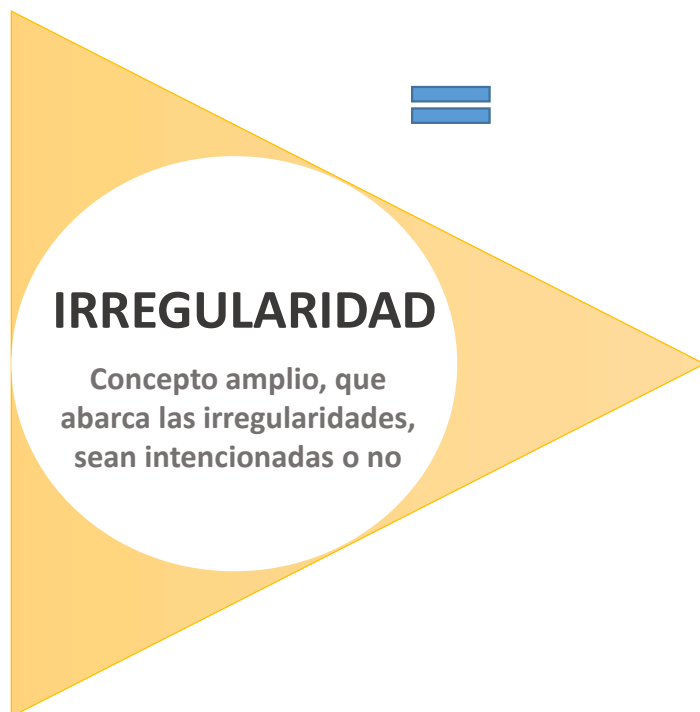 IRREGULARIDAD
Concepto amplio, que
abarca las irregularidades,
sean intencionadas o no